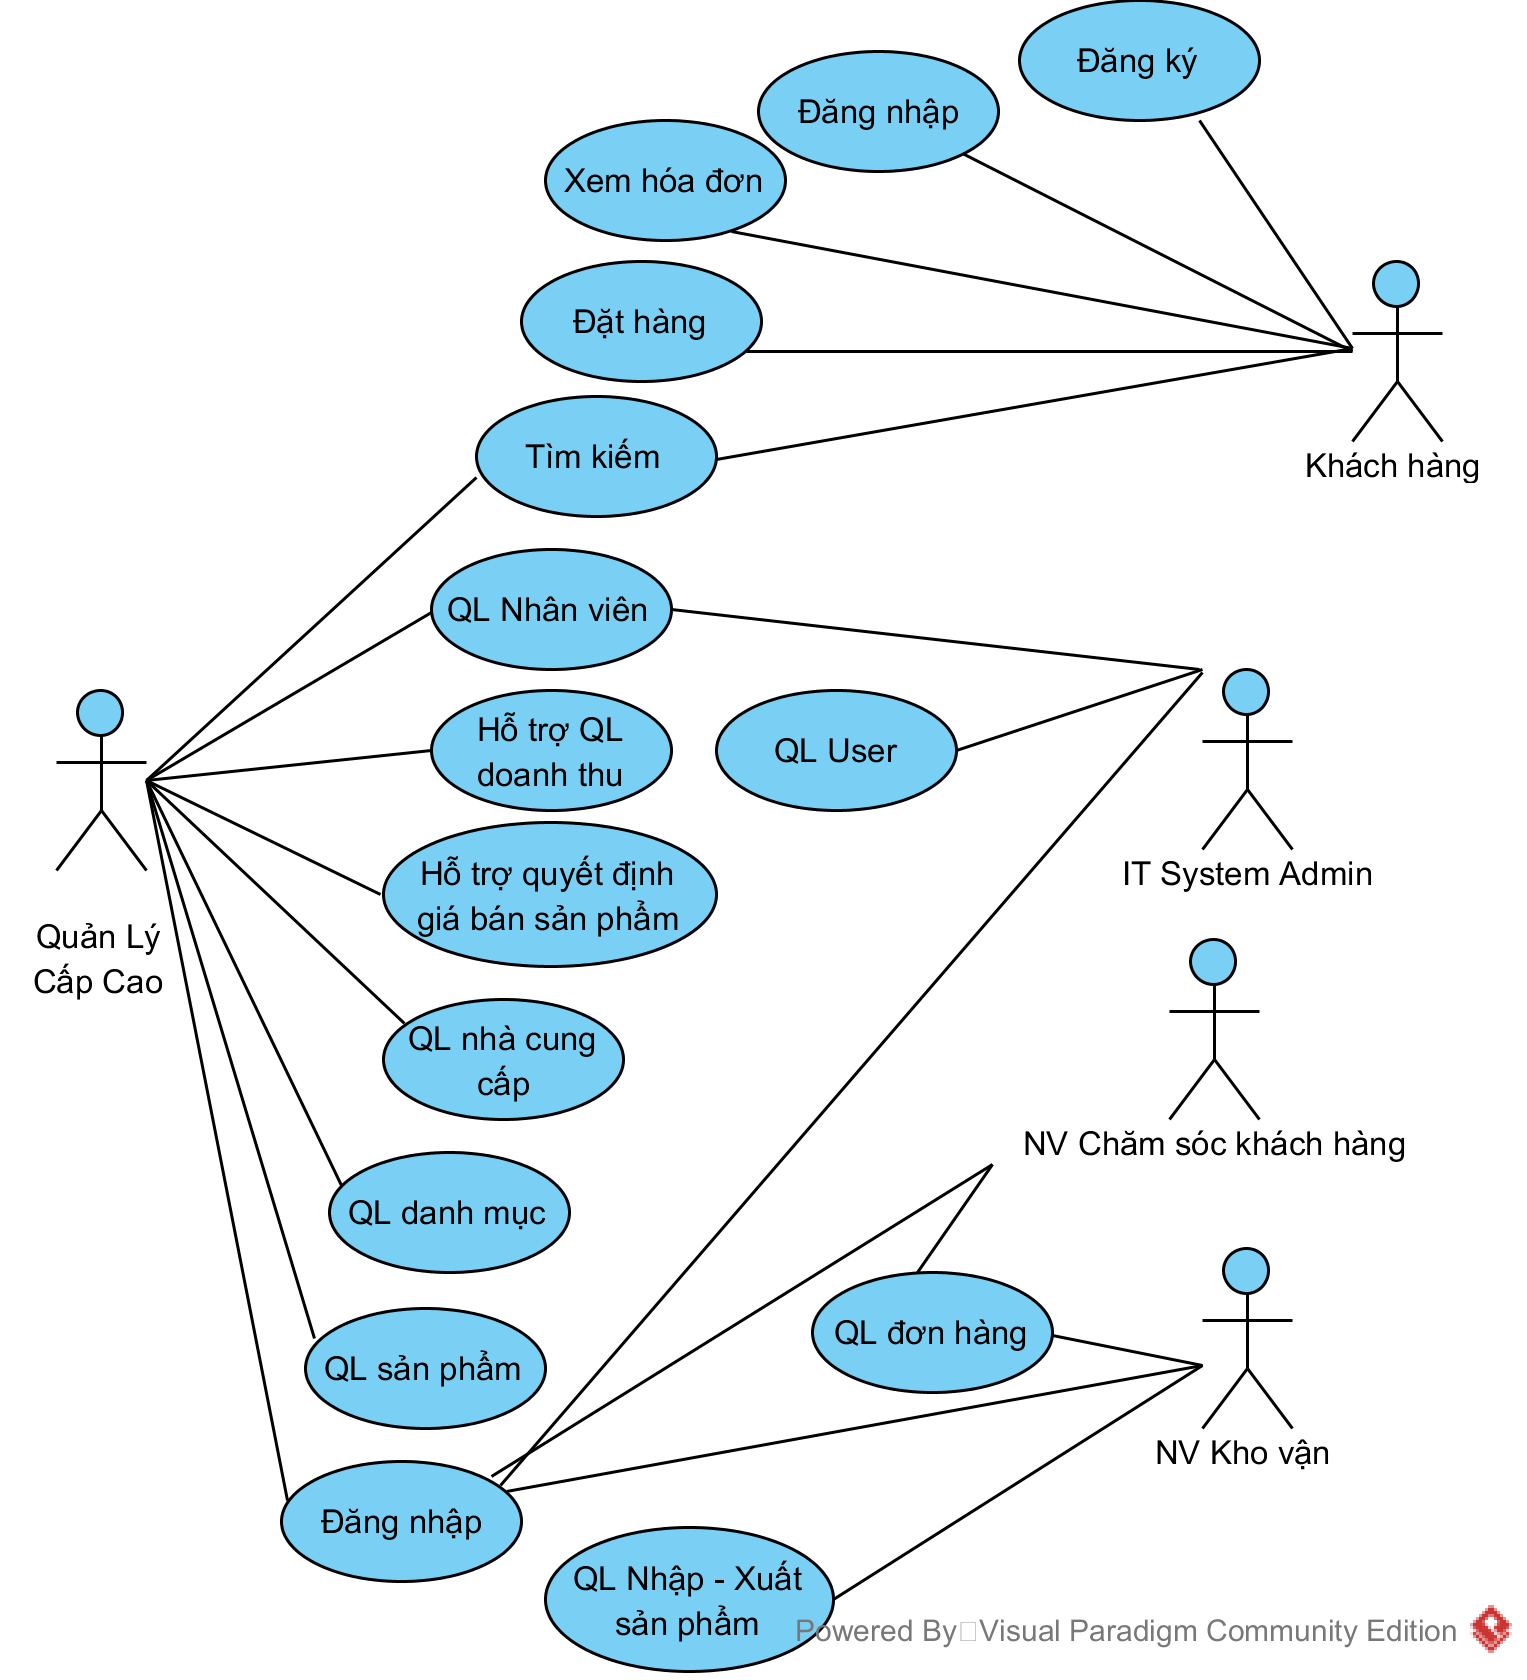 Đăng ký
Đăng nhập
Xem hóa đơn
Đặt hàng
Tìm kiếm
Khách hàng
QL Nhân viên
Hỗ trợ QL
doanh thu
QL User
IT System Admin
Hỗ trợ quyết định
giá bán sản phẩm
Quản Lý
Cấp Cao
QL nhà cung
cấp
NV Chăm sóc khách hàng
QL danh mục
QL đơn hàng
QL sản phẩm
NV Kho vận
Đăng nhập
QL Nhập - Xuất
sản phẩm
Powered By Visual Paradigm Community Edition